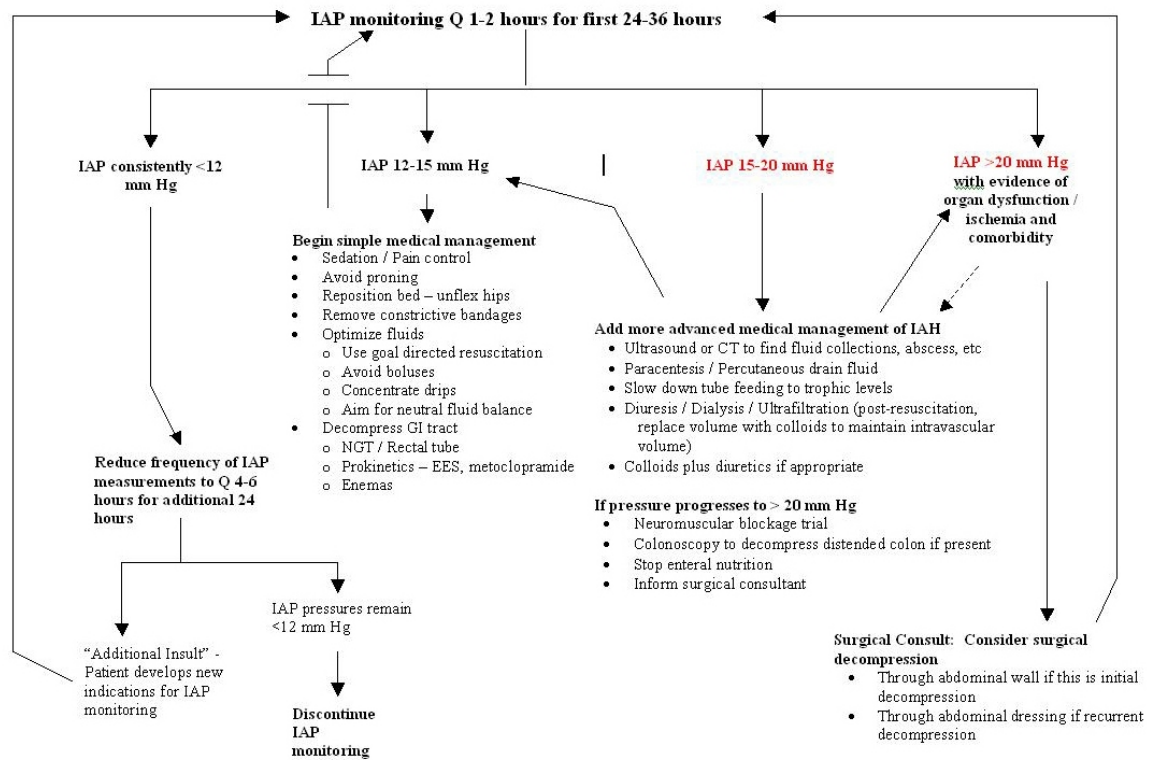 IAP monitoring Q 1-2 hours for first 24-36 hours
IAP consistently <12
mm Hg
IAP 12-15 mm Hg
IAP 15-20 mm Hg
IAP >20 mm Hg
with evidence of
organ dysfunction /
ischemia and
comorbidity
Begin simple medical management
• Sedation / Pain control
• Avoid proning
• Reposition bed – unflex hips
• Remove constrictive bandages
• Optimize fluids
o Use goal directed resuscitation
o Avoid boluses
o Concentrate drips
o Aim for neutral fluid balance
• Decompress GI tract
o NGT / Rectal tube
o Prokinetics – EES, metoclopramide
o Enemas
Add more advanced medical management of IAH
• Ultrasound or CT to find fluid collections, abscess, etc
• Paracentesis / Percutaneous drain fluid
• Slow down tube feeding to trophic levels
• Diuresis / Dialysis / Ultrafiltration (post-resuscitation,
replace volume with colloids to maintain intravascular
volume)
• Colloids plus diuretics if appropriate
If pressure progresses to > 20 mm Hg
• Neuromuscular blockage trial
• Colonoscopy to decompress distended colon if present
• Stop enteral nutrition
• Inform surgical consultant
Reduce frequency of IAP
measurements to Q 4-6
hours for additional 24
hours
IAP pressures remain
<12 mm Hg
“Additional Insult” -
Patient develops new
indications for IAP
monitoring
Discontinue
IAP
monitoring
Surgical Consult: Consider surgical
decompression
• Through abdominal wall if this is initial
decompression
• Through abdominal dressing if recurrent
decompression